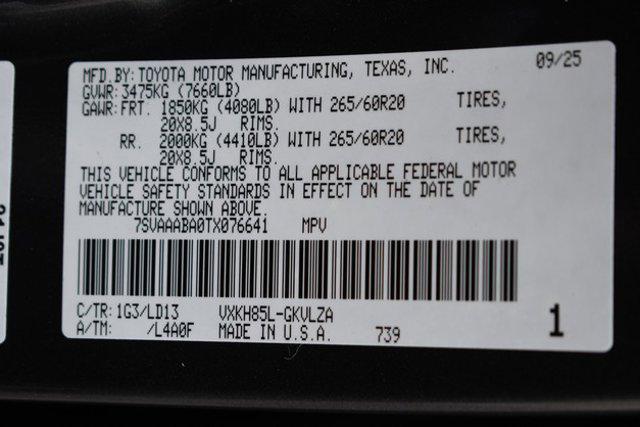 MFD.BY: TOYOTA MOTOR MANUFACTURING, TEXAS, INC. 09/25
GVWR: 3475KG (7660LB)
GAWR: FRT. 1850KG (4080LB) WITH 265/60R20 TIRES,
20X8.5J RIMS.
RR. 2000KG (4410LB) WITH 265/60R20 TIRES,
20X8.5J RIMS.
THIS VEHICLE CONFORMS TO ALL APPLICABLE FEDERAL MOTOR
VEHICLE SAFETY STANDARDS IN EFFECT ON THE DATE OF
MANUFACTURE SHOWN ABOVE.
7SVAAABA0TX076641 MPV
C/TR: 1G3/LD13 VXKH85L-GKVLZA
A/TM: /L4A0F MADE IN U.S.A. 739 1